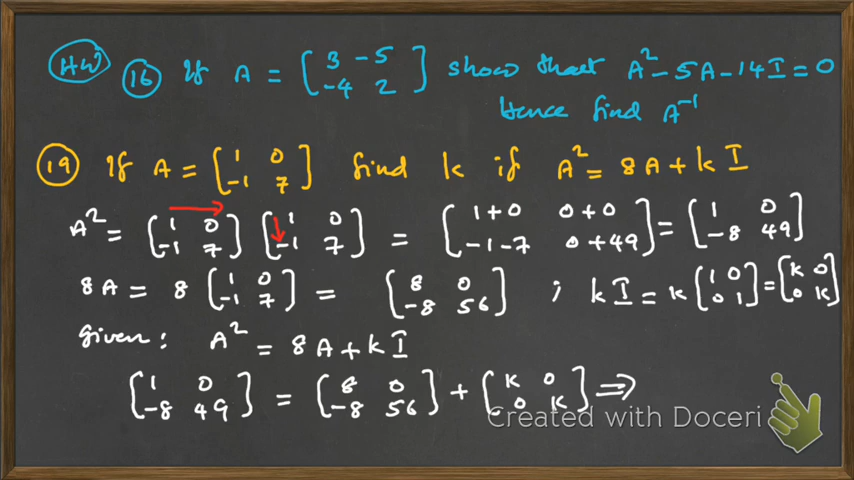 HW 16 If A = [3 -5 -4 2] show that A² - 5A - 14I = 0
Hence find A⁻¹
19 If A = [1 0 -1 7] find k if A² = 8A + k I
A² = [1 0 -1 7] [1 0 -1 7] = [1+0 0+0 -1-7 0+49] = [1 0 -8 49]
8A = 8 [1 0 -1 7] = [8 0 -8 56] ; k I = k [1 0 0 1] = [k 0 0 k]
Given: A² = 8A + k I
[1 0 -8 49] = [8 0 -8 56] + [k 0 0 k] ⇒
Created with Doceri